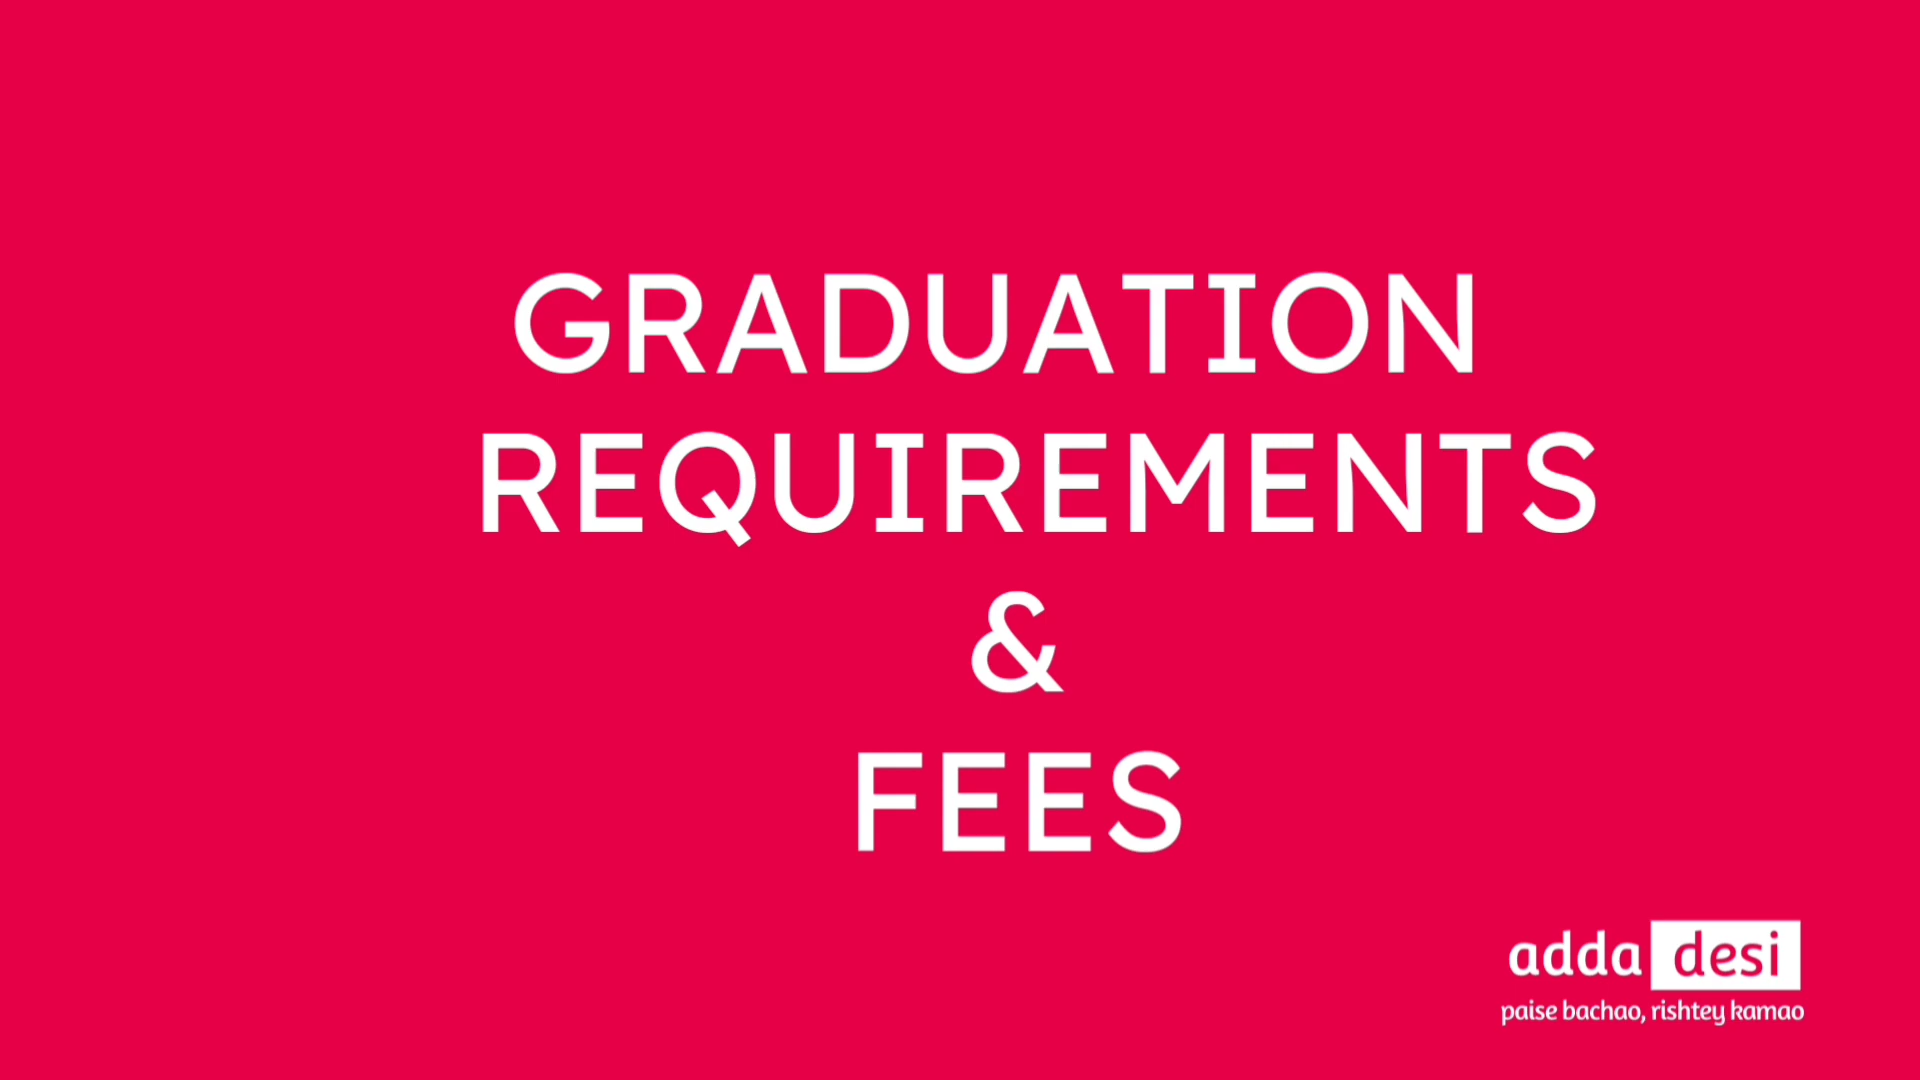 GRADUATION
REQUIREMENTS
&
FEES
adda desi
paise bachao, rishtey kamao